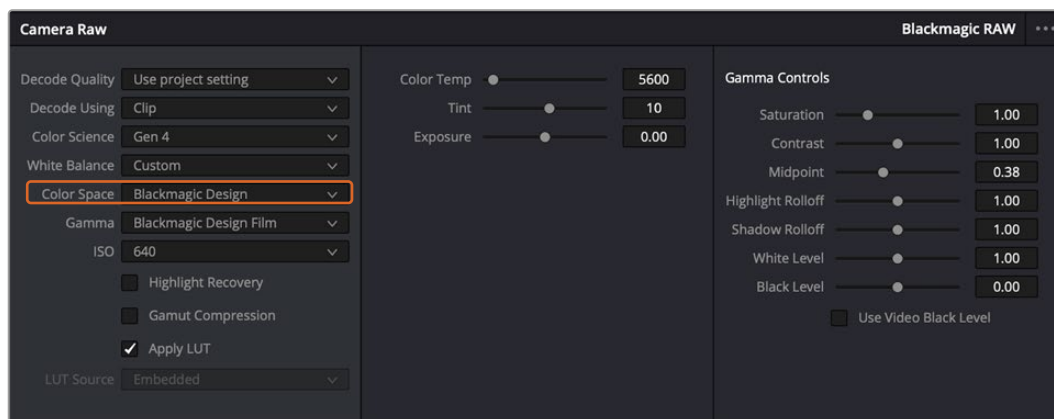 Camera Raw
Blackmagic RAW
Decode Quality Use project setting
Decode Using Clip
Color Science Gen 4
White Balance Custom
Color Space Blackmagic Design
Gamma Blackmagic Design Film
ISO 640
Highlight Recovery
Gamut Compression
Apply LUT
LUT Source Embedded
Color Temp 5600
Tint 10
Exposure 0.00
Gamma Controls
Saturation 1.00
Contrast 1.00
Midpoint 0.38
Highlight Rolloff 1.00
Shadow Rolloff 1.00
White Level 1.00
Black Level 0.00
Use Video Black Level